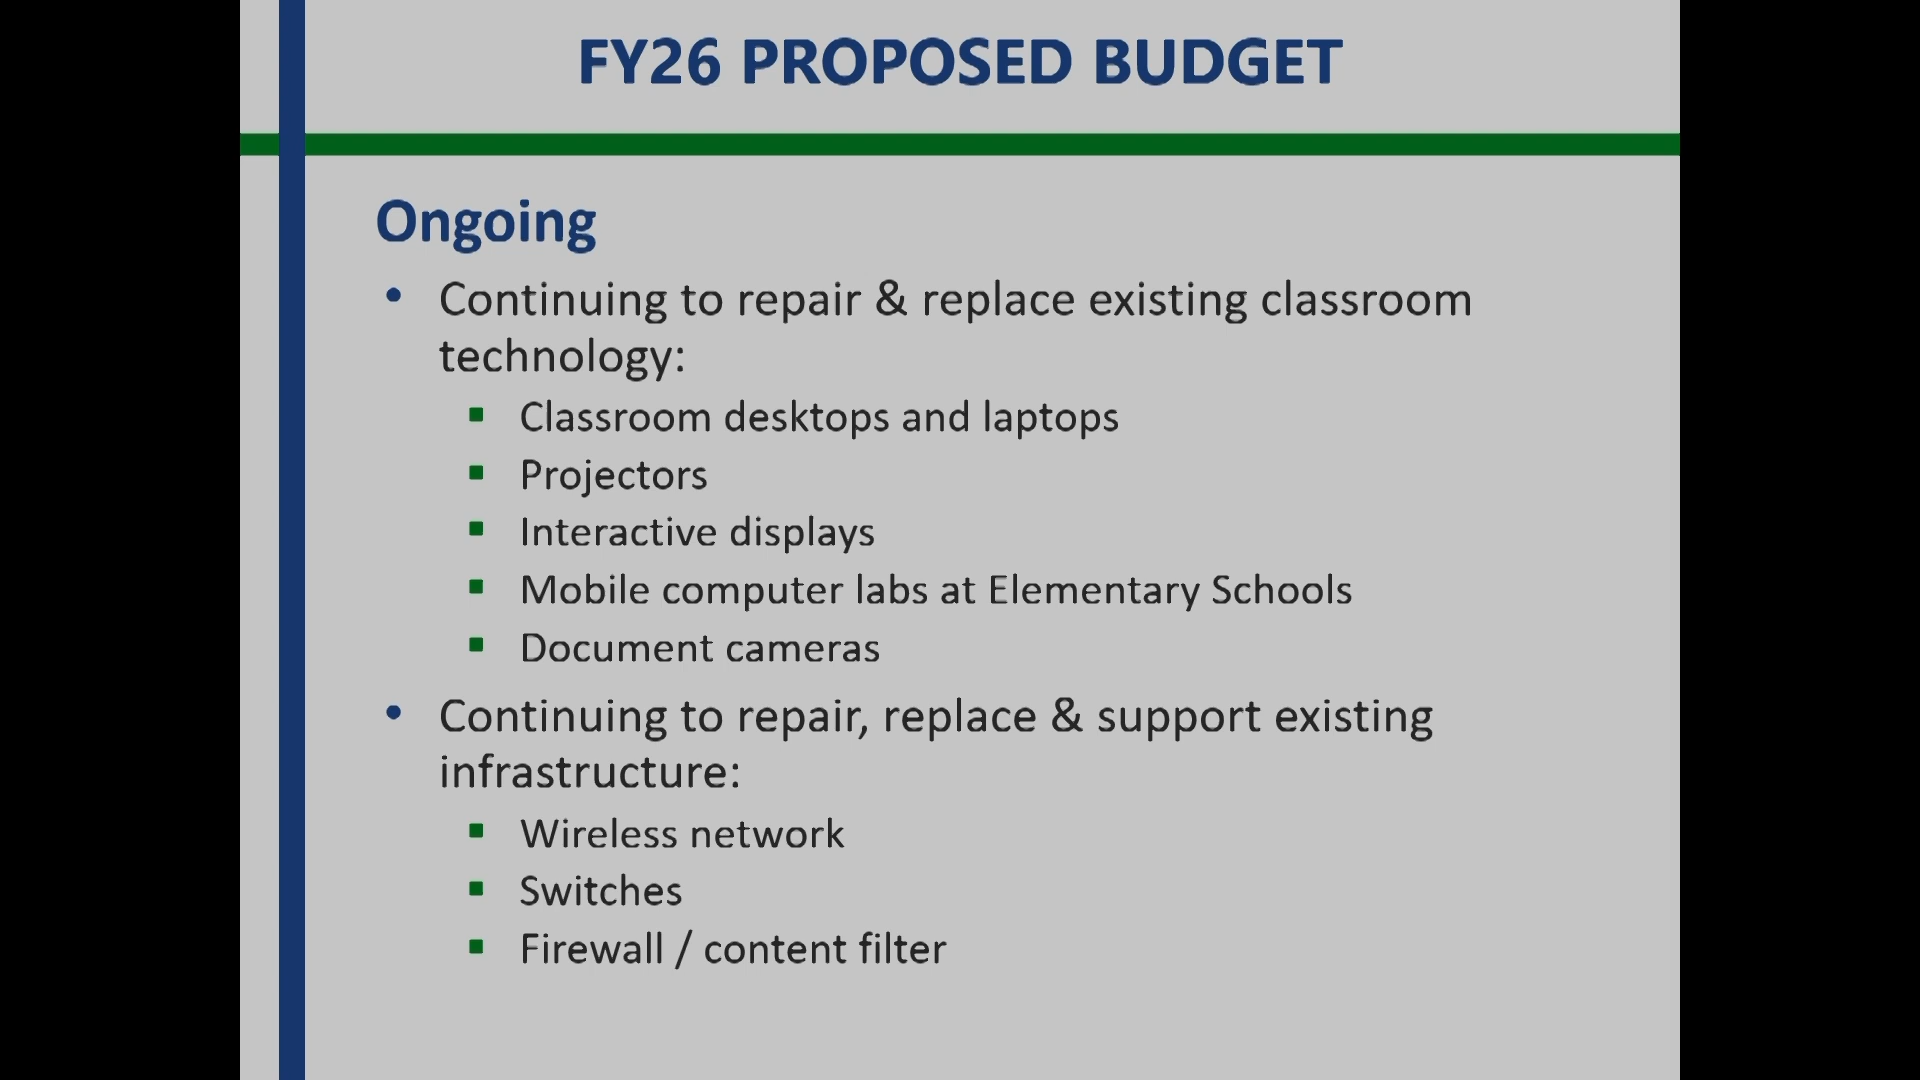 FY26 PROPOSED BUDGET
Ongoing
• Continuing to repair & replace existing classroom
technology:
▪ Classroom desktops and laptops
▪ Projectors
▪ Interactive displays
▪ Mobile computer labs at Elementary Schools
▪ Document cameras
• Continuing to repair, replace & support existing
infrastructure:
▪ Wireless network
▪ Switches
▪ Firewall / content filter